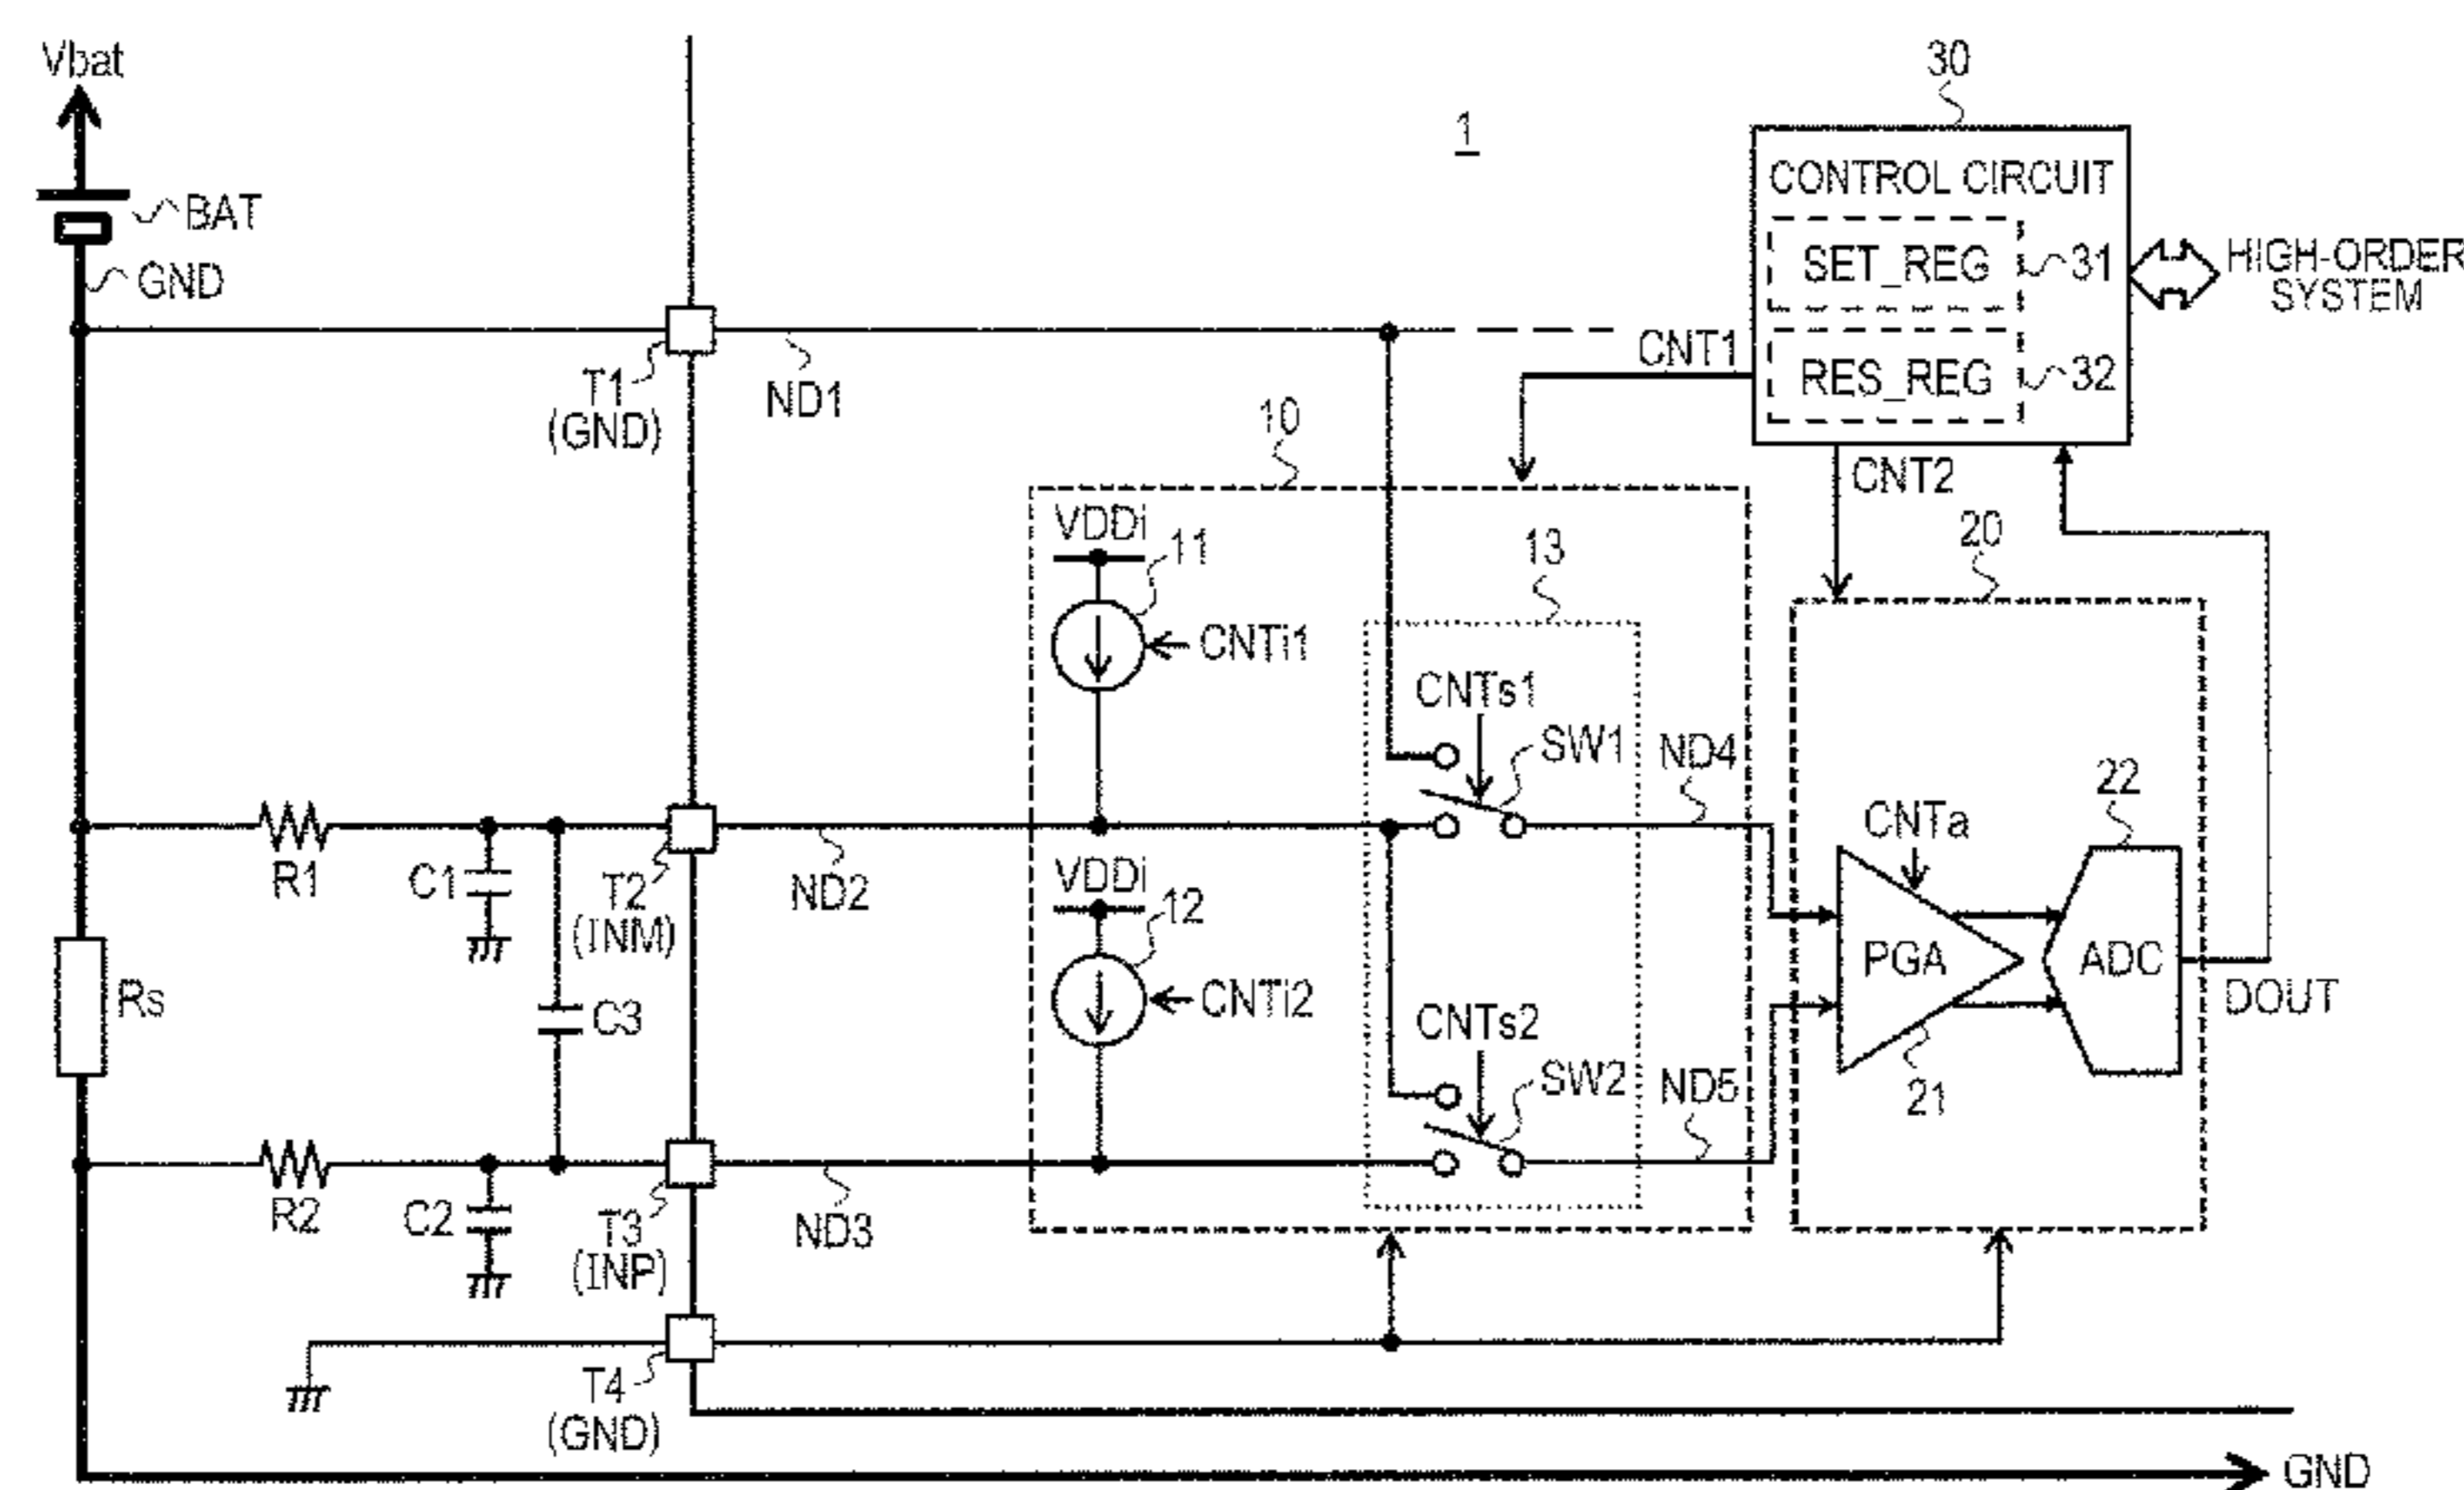 Vbat
BAT
GND
1
30
CONTROL CIRCUIT
SET_REG
31
RES_REG
32
HIGH-ORDER
SYSTEM
T1
(GND)
ND1
CNT1
CNT2
10
VDDi
11
CNTi1
13
CNTs1
SW1
ND4
20
22
CNTa
PGA
21
ADC
DOUT
R1
C1
T2
(INM)
ND2
VDDi
12
CNTi2
CNTs2
SW2
ND5
Rs
C3
R2
C2
T3
(INP)
ND3
T4
(GND)
GND